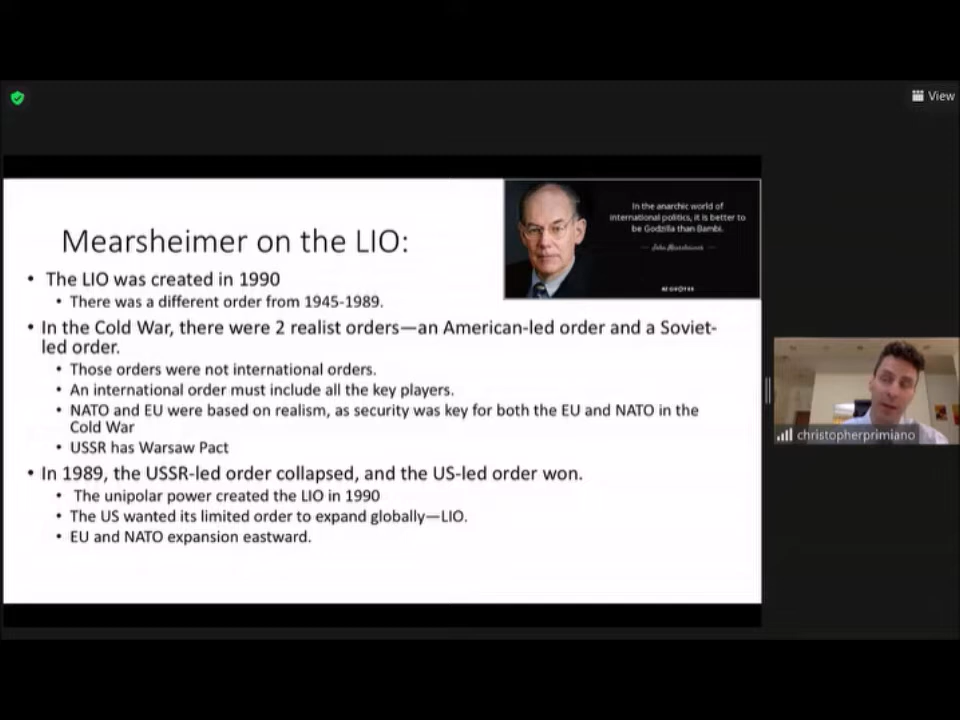 View
Mearsheimer on the LIO:
In the anarchic world of
international politics, it is better to
be Godzilla than Bambi.
John Mearsheimer
AZ QUOTES
• The LIO was created in 1990
• There was a different order from 1945-1989.
• In the Cold War, there were 2 realist orders—an American-led order and a Soviet-
led order.
• Those orders were not international orders.
• An international order must include all the key players.
• NATO and EU were based on realism, as security was key for both the EU and NATO in the
Cold War
• USSR has Warsaw Pact
• In 1989, the USSR-led order collapsed, and the US-led order won.
• The unipolar power created the LIO in 1990
• The US wanted its limited order to expand globally—LIO.
• EU and NATO expansion eastward.
christopherprimiano